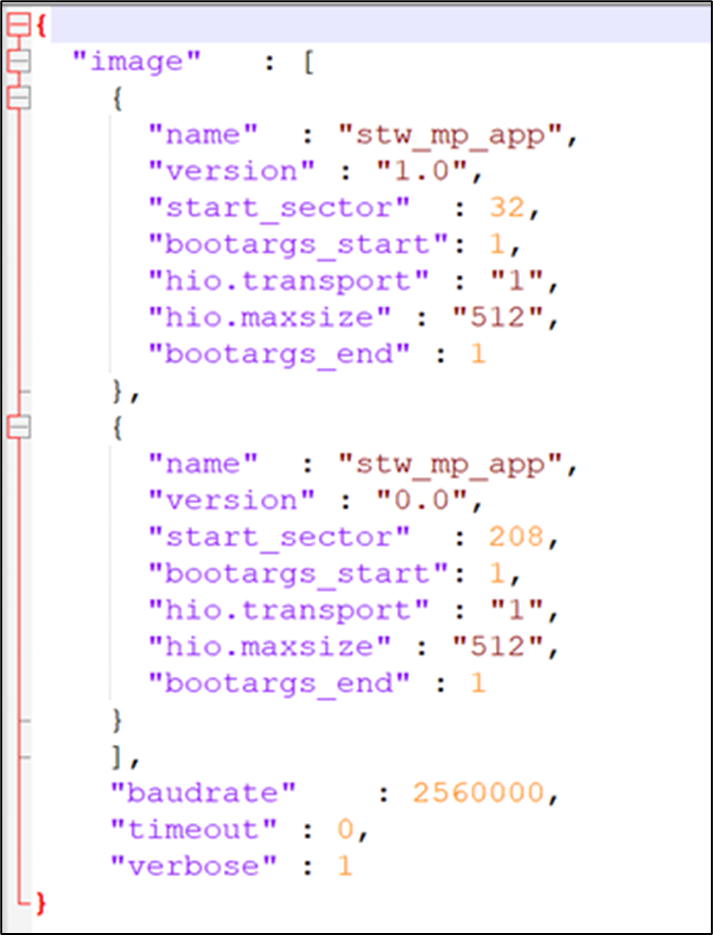 {
"image" : [
{
"name" : "stw_mp_app",
"version" : "1.0",
"start_sector" : 32,
"bootargs_start": 1,
"hio.transport" : "1",
"hio.maxsize" : "512",
"bootargs_end" : 1
},
{
"name" : "stw_mp_app",
"version" : "0.0",
"start_sector" : 208,
"bootargs_start": 1,
"hio.transport" : "1",
"hio.maxsize" : "512",
"bootargs_end" : 1
}
],
"baudrate" : 2560000,
"timeout" : 0,
"verbose" : 1
}